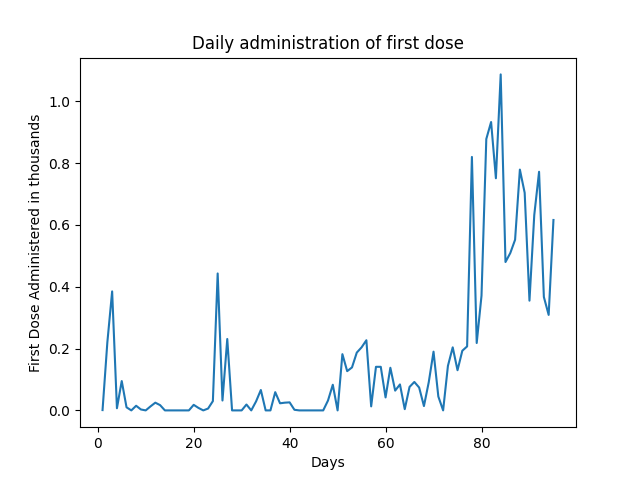 Daily administration of first dose
First Dose Administered in thousands
1.0
0.8
0.6
0.4
0.2
0.0
0 20 40 60 80
Days